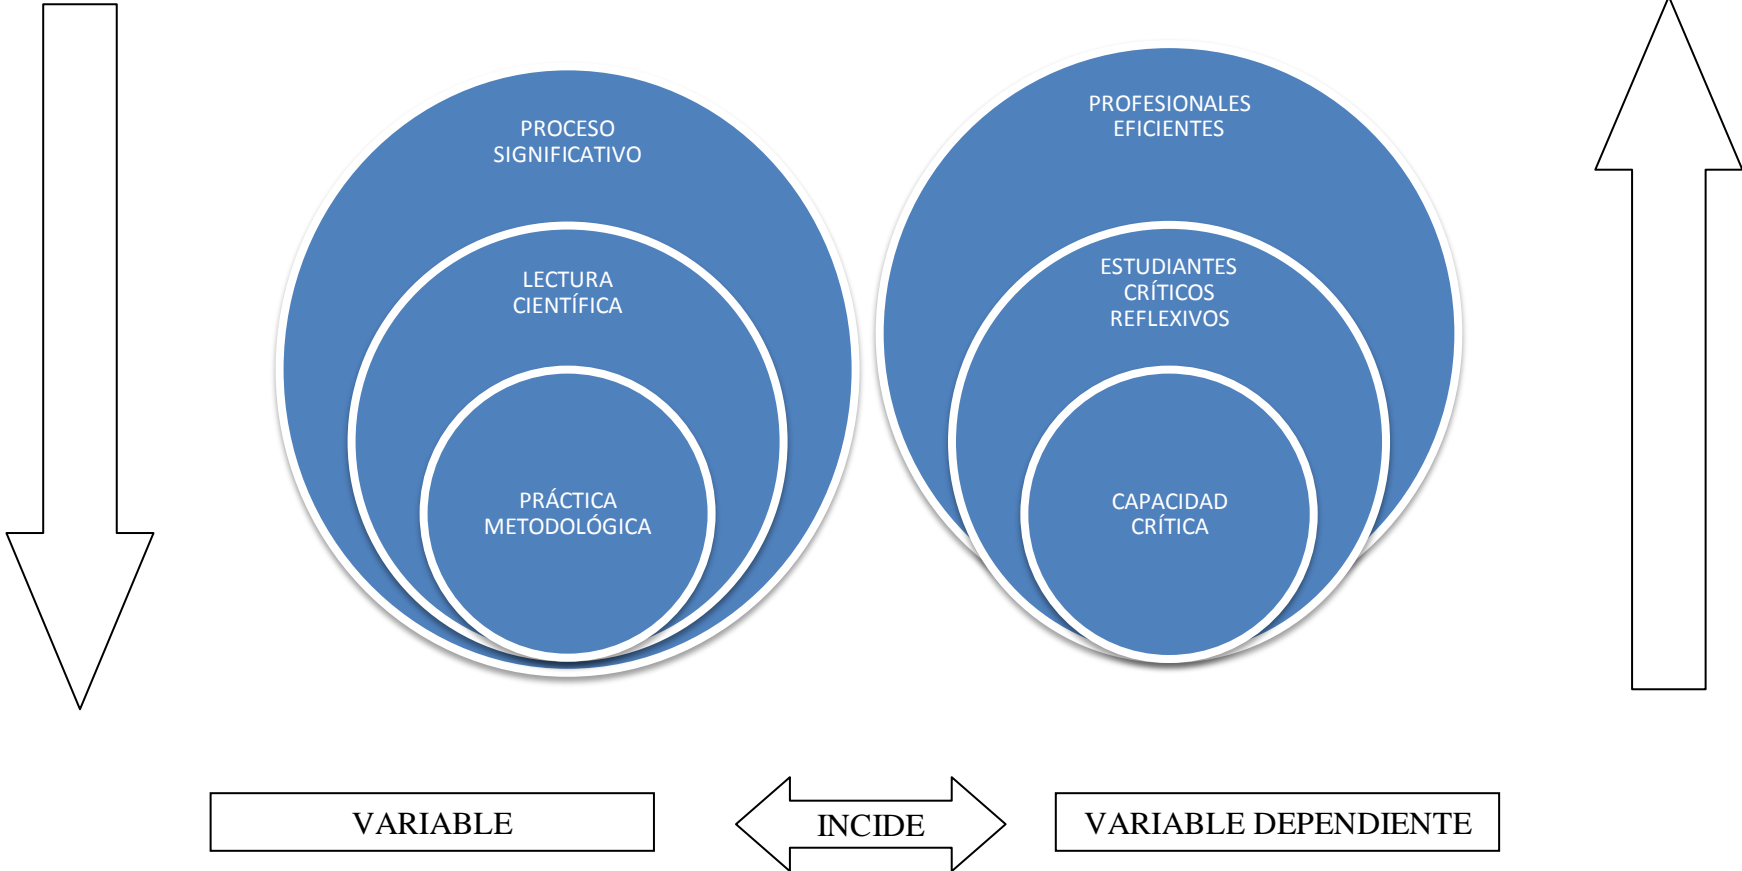 PROCESO
SIGNIFICATIVO
LECTURA
CIENTÍFICA
PRÁCTICA
METODOLÓGICA
PROFESIONALES
EFICIENTES
ESTUDIANTES
CRÍTICOS
REFLEXIVOS
CAPACIDAD
CRÍTICA
VARIABLE
INCIDE
VARIABLE DEPENDIENTE